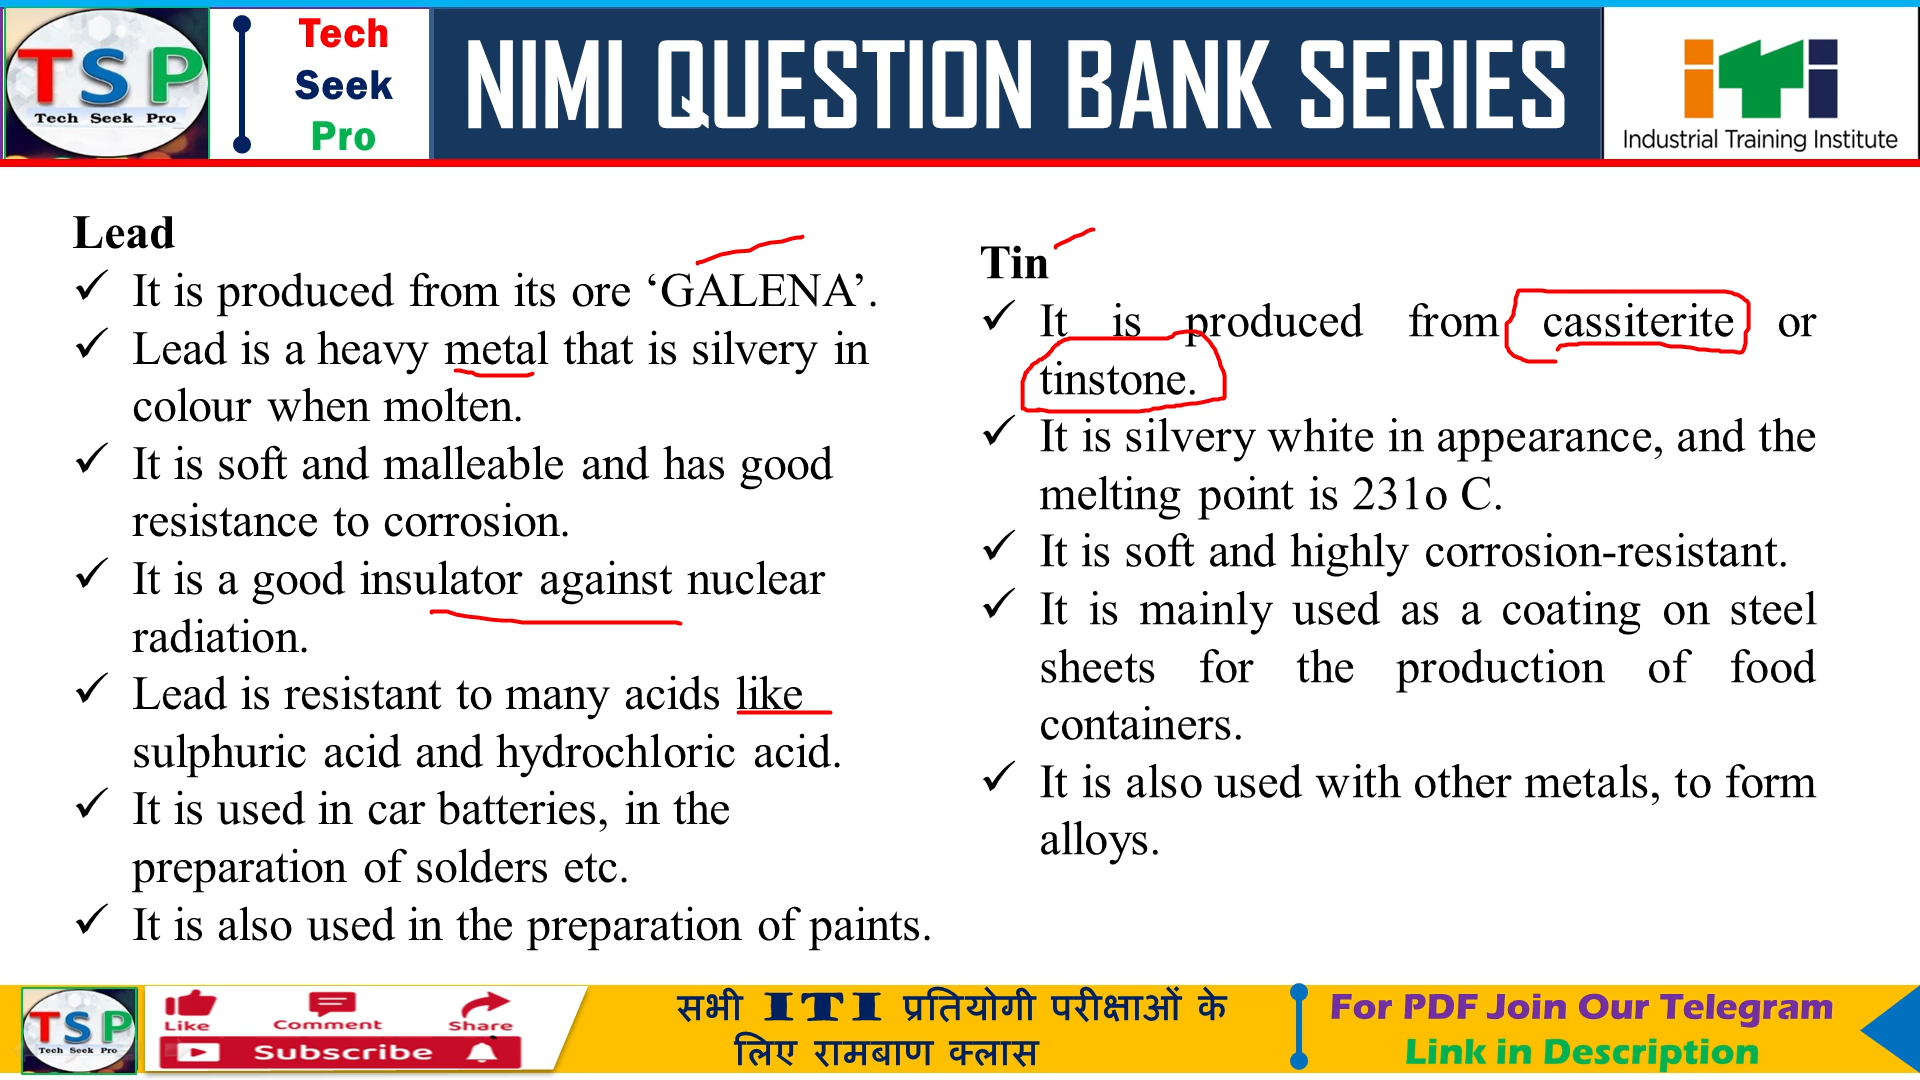 TSP
Tech Seek Pro
Tech
Seek
Pro
NIMI QUESTION BANK SERIES
iTi
Industrial Training Institute
Lead
✓ It is produced from its ore ‘GALENA’.
✓ Lead is a heavy metal that is silvery in
colour when molten.
✓ It is soft and malleable and has good
resistance to corrosion.
✓ It is a good insulator against nuclear
radiation.
✓ Lead is resistant to many acids like
sulphuric acid and hydrochloric acid.
✓ It is used in car batteries, in the
preparation of solders etc.
✓ It is also used in the preparation of paints.
Tin
✓ It is produced from cassiterite or
tinstone.
✓ It is silvery white in appearance, and the
melting point is 231o C.
✓ It is soft and highly corrosion-resistant.
✓ It is mainly used as a coating on steel
sheets for the production of food
containers.
✓ It is also used with other metals, to form
alloys.
TSP
Tech Seek Pro
Like Comment Share
Subscribe
सभी ITI प्रतियोगी परीक्षाओं के
लिए रामबाण क्लास
For PDF Join Our Telegram
Link in Description